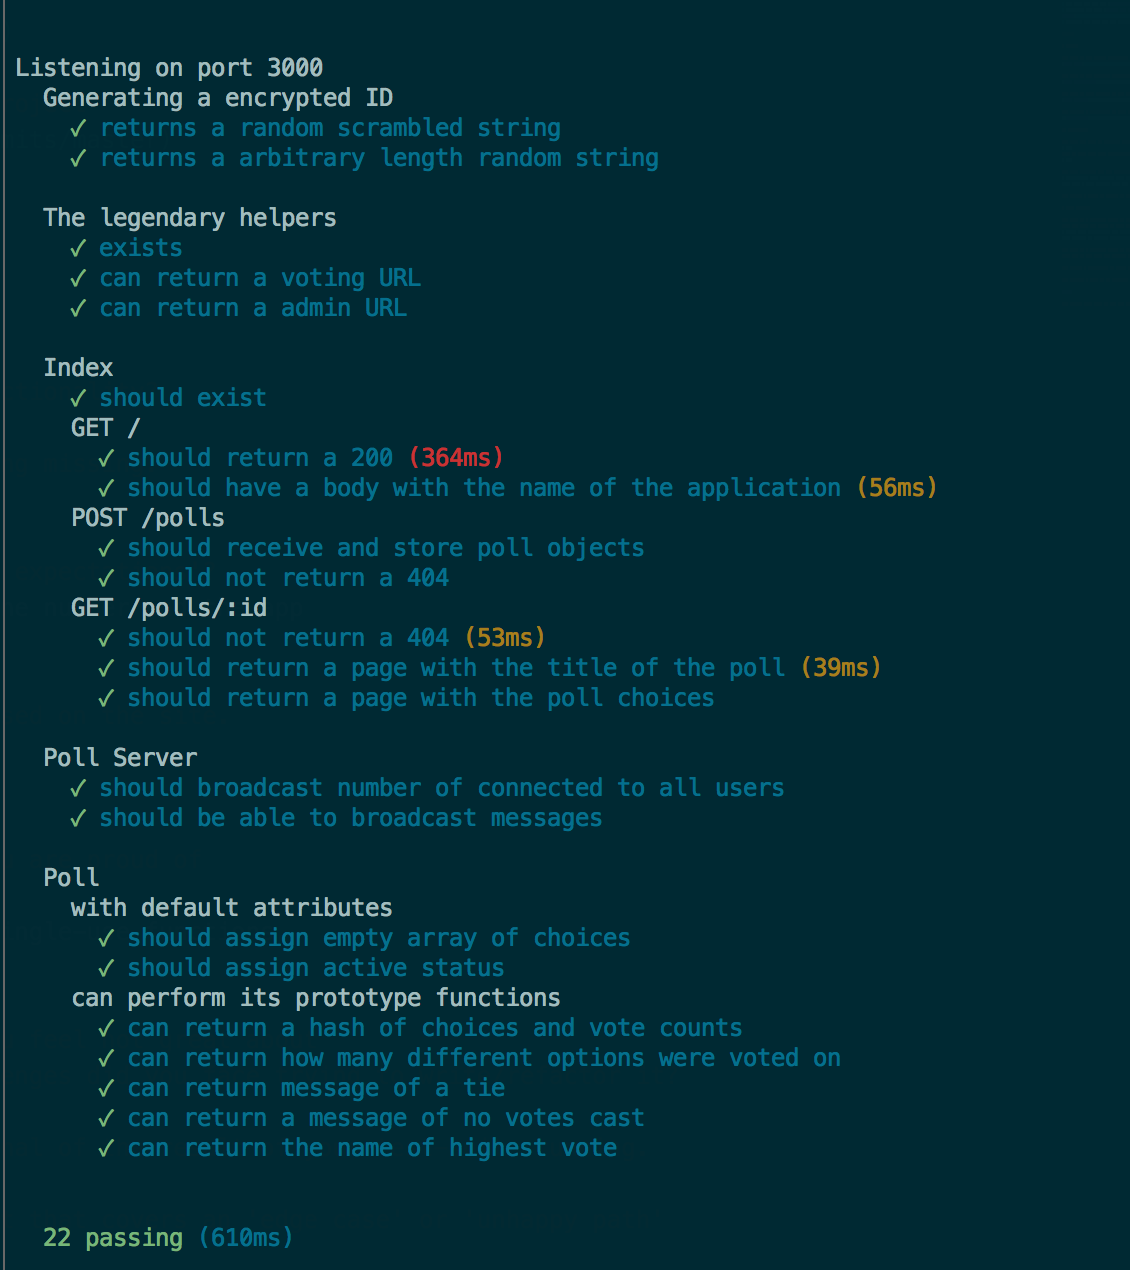 Listening on port 3000
Generating a encrypted ID
✓ returns a random scrambled string
✓ returns a arbitrary length random string
The legendary helpers
✓ exists
✓ can return a voting URL
✓ can return a admin URL
Index
✓ should exist
GET /
✓ should return a 200 (364ms)
✓ should have a body with the name of the application (56ms)
POST /polls
✓ should receive and store poll objects
✓ should not return a 404
GET /polls/:id
✓ should not return a 404 (53ms)
✓ should return a page with the title of the poll (39ms)
✓ should return a page with the poll choices
Poll Server
✓ should broadcast number of connected to all users
✓ should be able to broadcast messages
Poll
with default attributes
✓ should assign empty array of choices
✓ should assign active status
can perform its prototype functions
✓ can return a hash of choices and vote counts
✓ can return how many different options were voted on
✓ can return message of a tie
✓ can return a message of no votes cast
✓ can return the name of highest vote
22 passing (610ms)